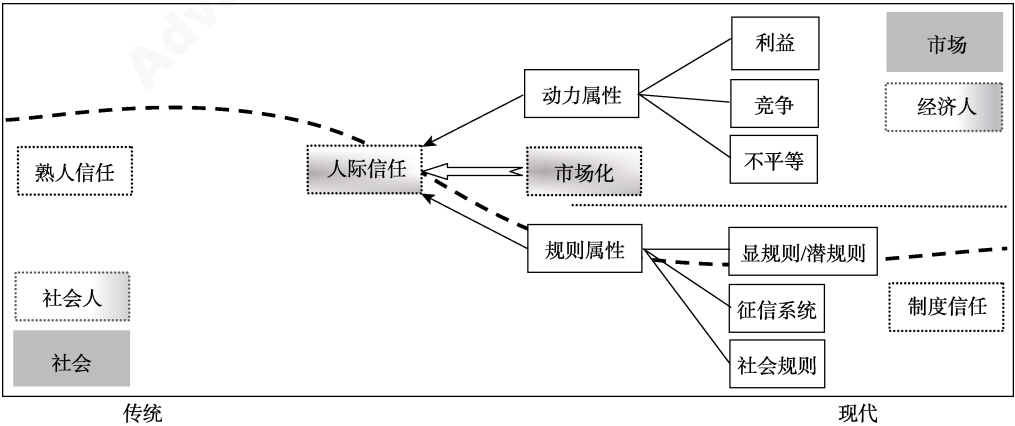 Adv
利益
市场
动力属性
竞争
经济人
不平等
熟人信任
人际信任
市场化
规则属性
显规则/潜规则
社会人
征信系统
制度信任
社会
社会规则
传统
现代